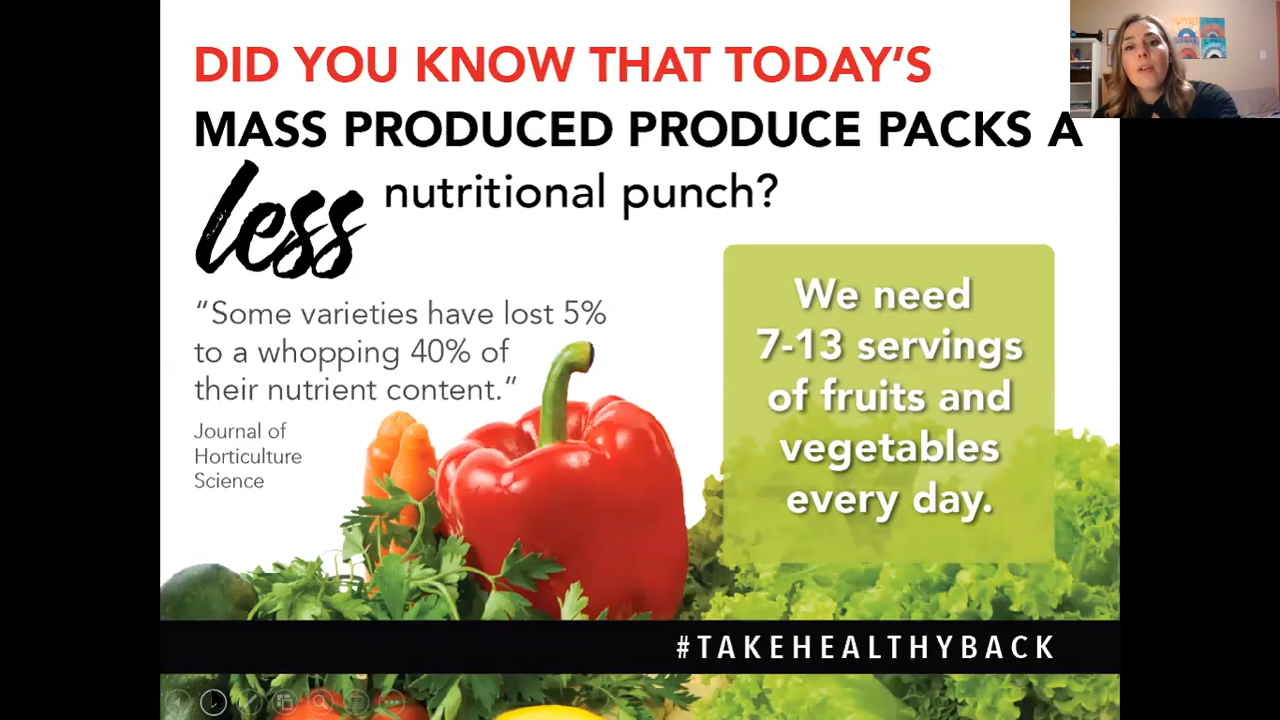 DID YOU KNOW THAT TODAY'S
MASS PRODUCED PRODUCE PACKS A
less nutritional punch?
“Some varieties have lost 5%
to a whopping 40% of
their nutrient content.”
Journal of
Horticulture
Science
We need
7-13 servings
of fruits and
vegetables
every day.
#TAKEHEALTHYBACK